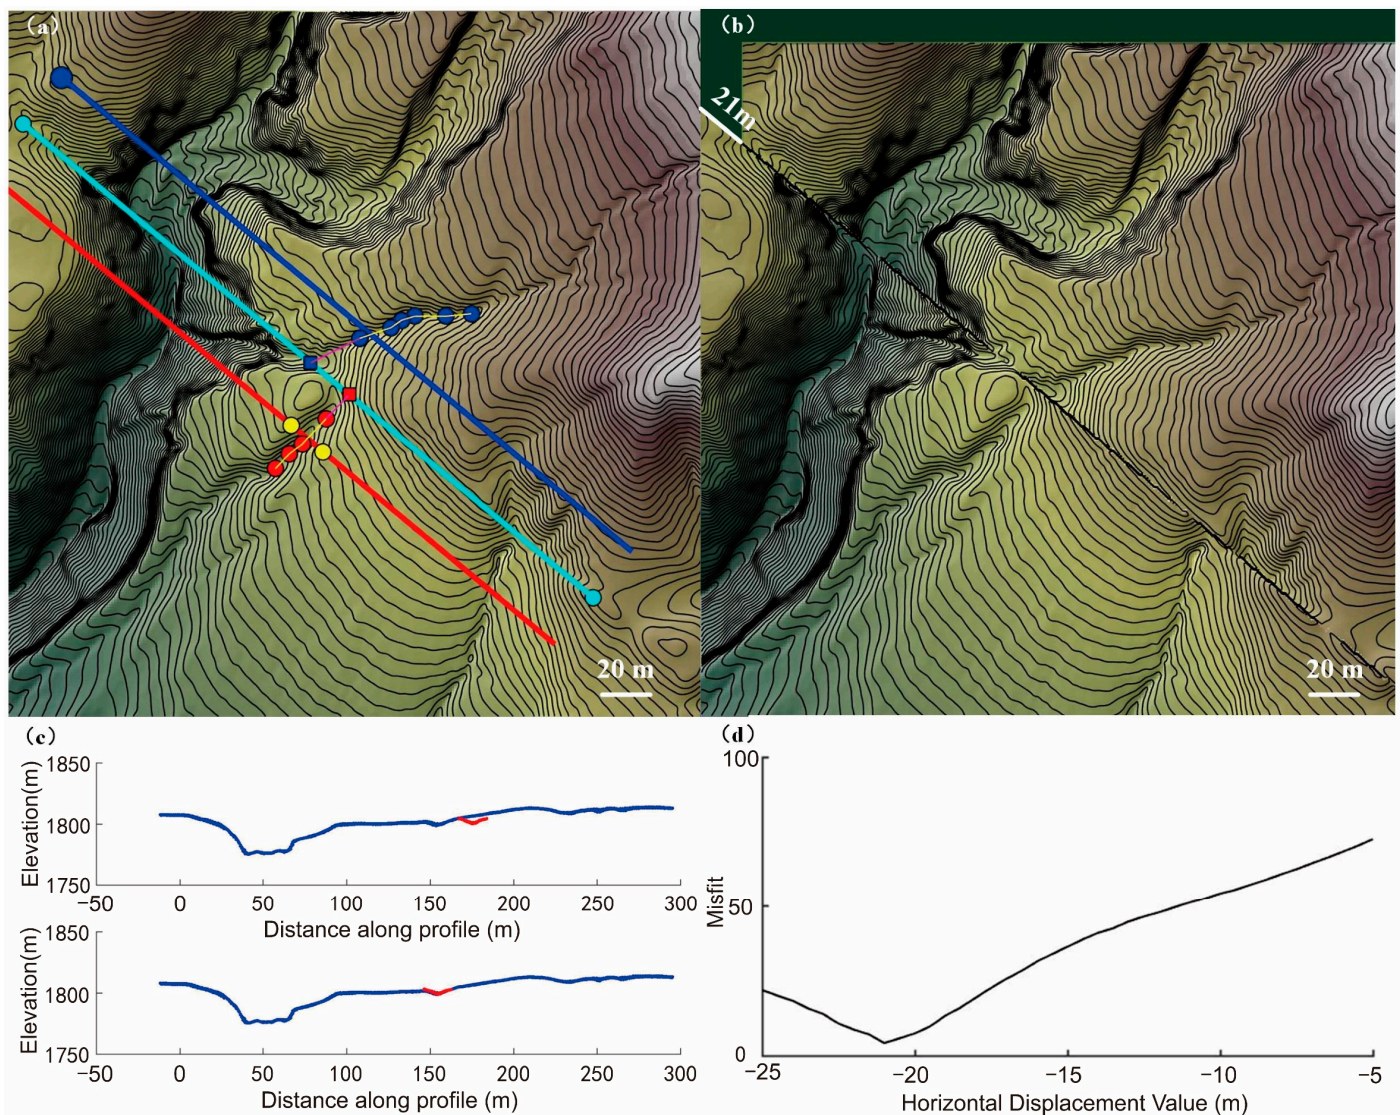 (a)
(b)
21m
20 m
20 m
(c)
1850
1800
1750
Elevation(m)
−50
0
50
100
150
200
250
300
Distance along profile (m)
1850
1800
1750
Elevation(m)
−50
0
50
100
150
200
250
300
Distance along profile (m)
(d)
100
50
0
Misfit
−25
−20
−15
−10
−5
Horizontal Displacement Value (m)